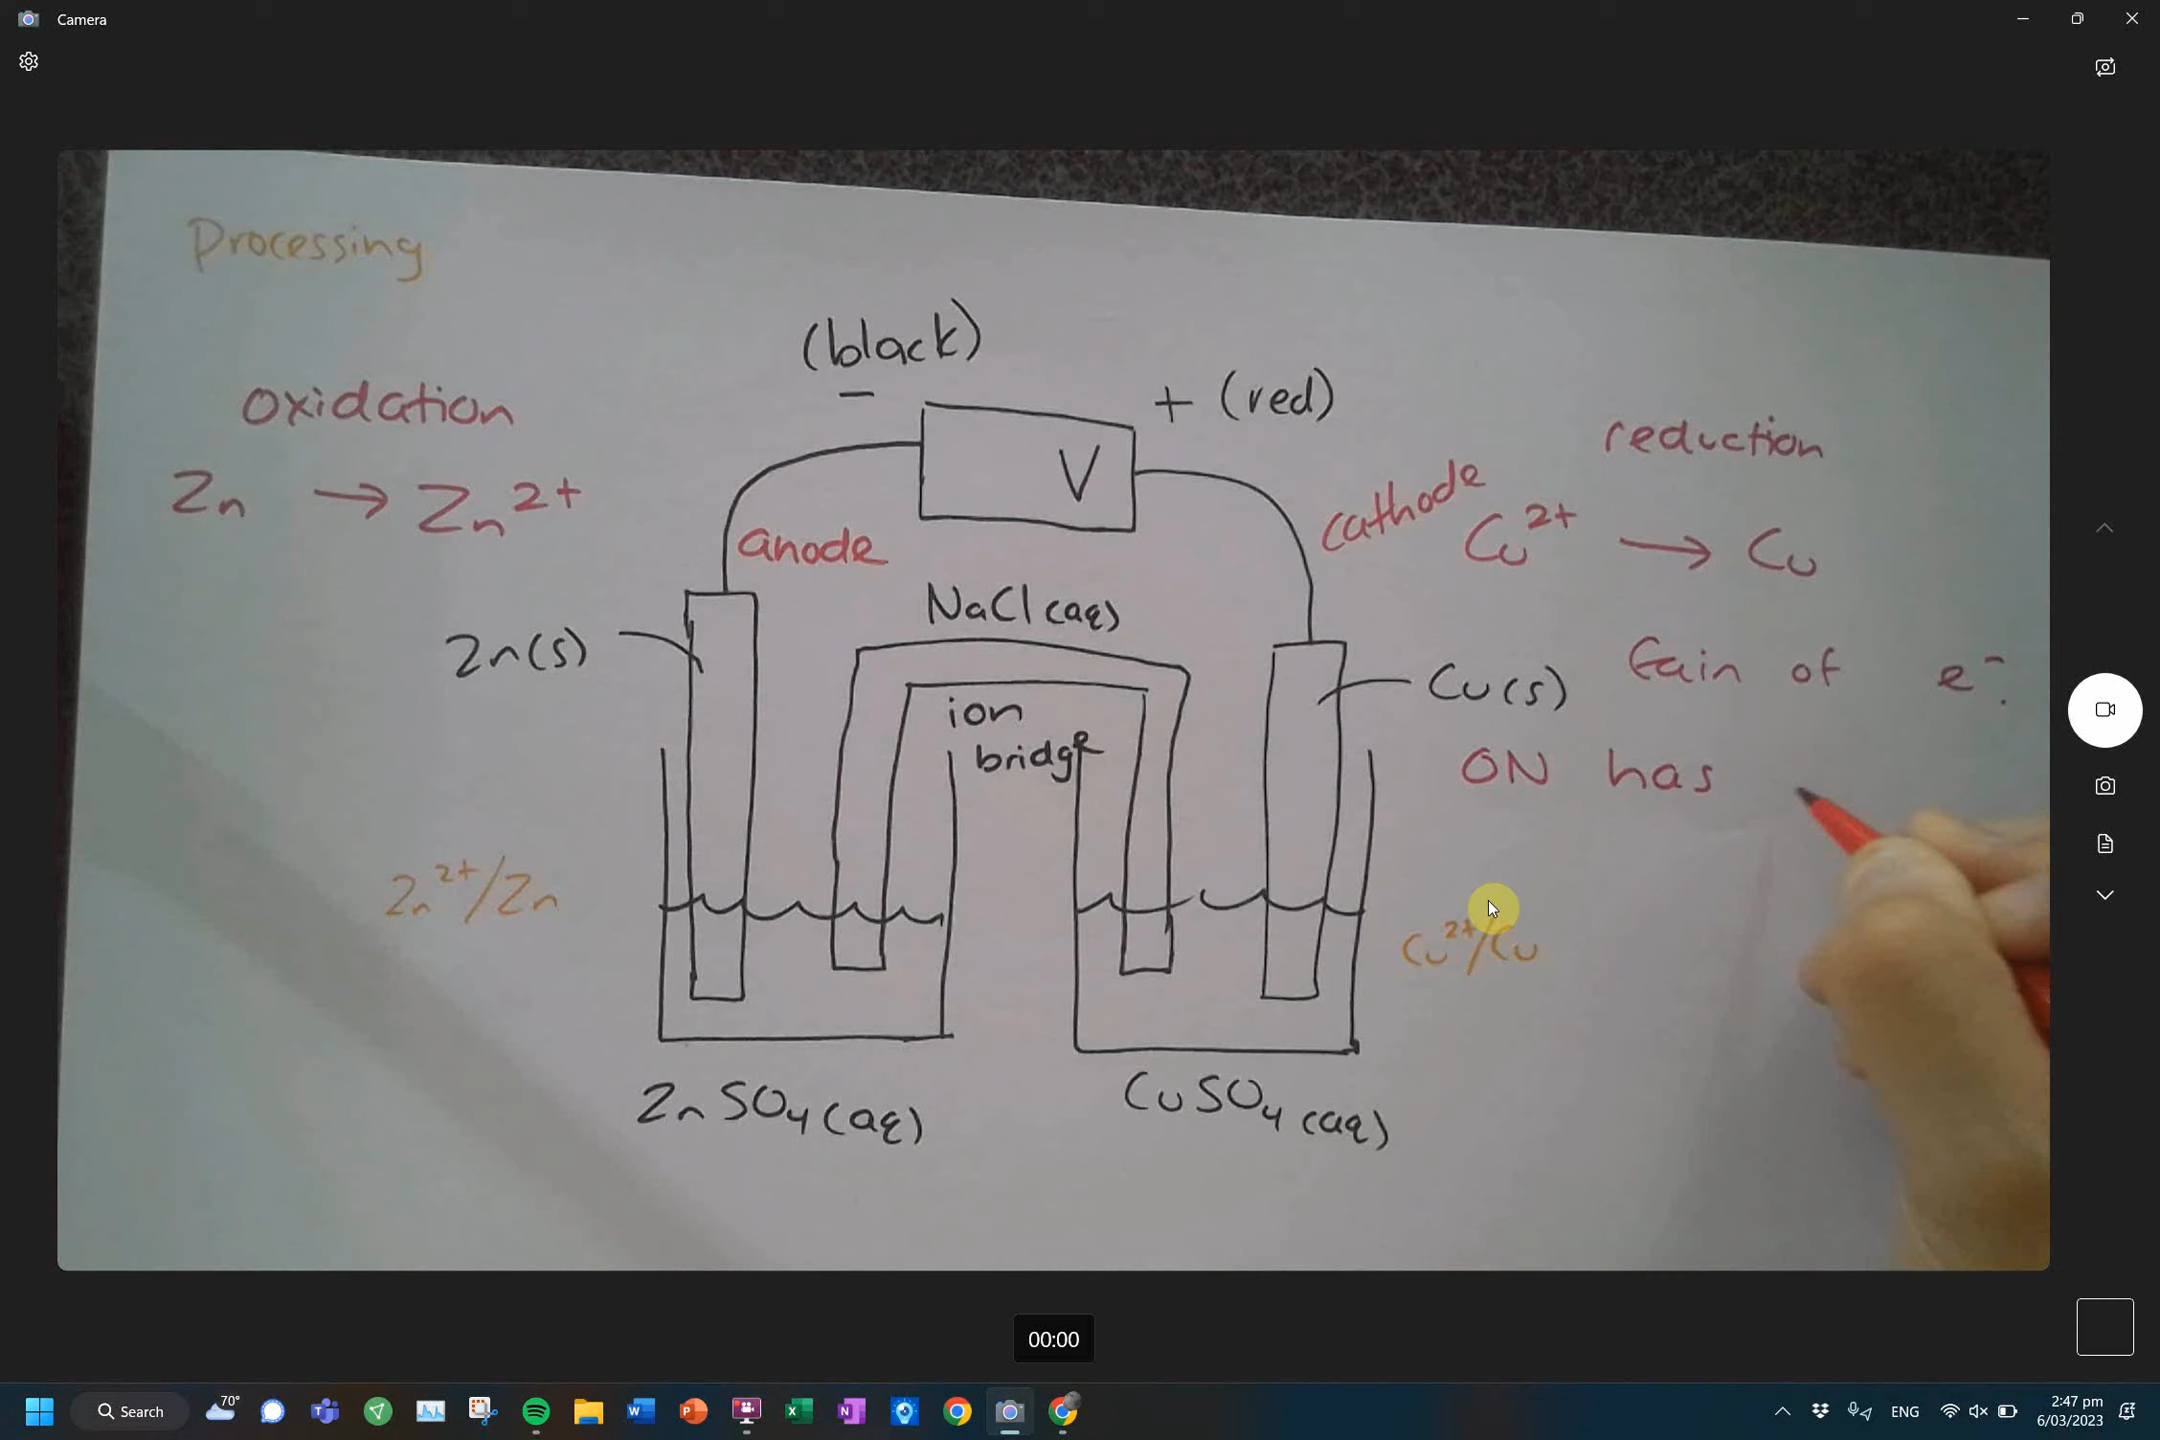 Camera
Processing
(black)
−
+ (red)
oxidation
reduction
Zn → Zn²⁺
V
anode
cathode
Cu²⁺ → Cu
NaCl(aq)
Zn(s)
Cu(s)
Gain of e⁻.
ion
bridge
ON has
Zn²⁺/Zn
Cu²⁺/Cu
ZnSO₄(aq)
CuSO₄(aq)
00:00
70°
Search
ENG
2:47 pm
6/03/2023